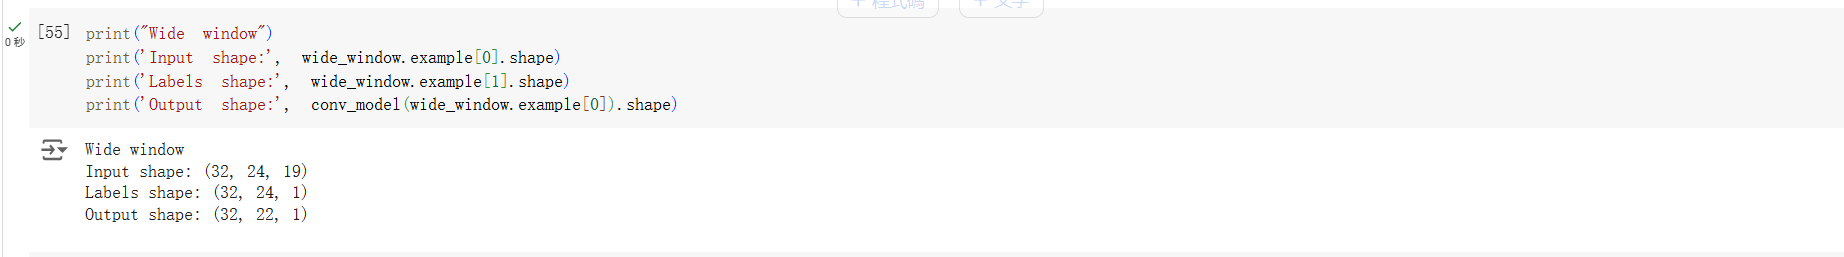 + 程式碼 + 文字
[55] print("Wide window")
0 秒 print('Input shape:', wide_window.example[0].shape)
print('Labels shape:', wide_window.example[1].shape)
print('Output shape:', conv_model(wide_window.example[0]).shape)
Wide window
Input shape: (32, 24, 19)
Labels shape: (32, 24, 1)
Output shape: (32, 22, 1)